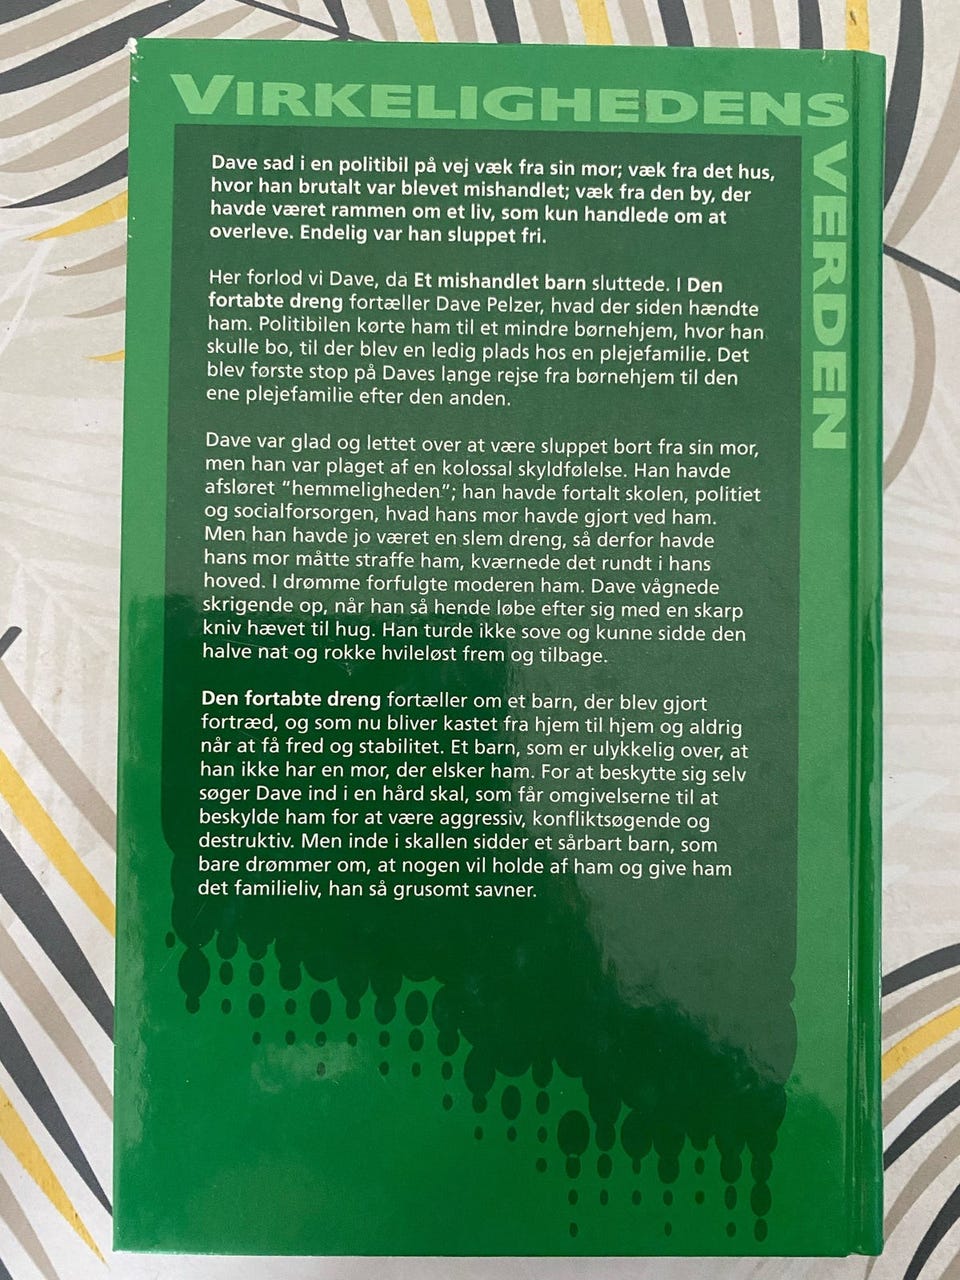 VIRKELIGHEDENS
VERDEN
Dave sad i en politibil på vej væk fra sin mor; væk fra det hus,
hvor han brutalt var blevet mishandlet; væk fra den by, der
havde været rammen om et liv, som kun handlede om at
overleve. Endelig var han sluppet fri.
Her forlod vi Dave, da Et mishandlet barn sluttede. I Den
fortabte dreng fortæller Dave Pelzer, hvad der siden hændte
ham. Politibilen kørte ham til et mindre børnehjem, hvor han
skulle bo, til der blev en ledig plads hos en plejefamilie. Det
blev første stop på Daves lange rejse fra børnehjem til den
ene plejefamilie efter den anden.
Dave var glad og lettet over at være sluppet bort fra sin mor,
men han var plaget af en kolossal skyldfølelse. Han havde
afsløret "hemmeligheden"; han havde fortalt skolen, politiet
og socialforsorgen, hvad hans mor havde gjort ved ham.
Men han havde jo været en slem dreng, så derfor havde
hans mor måtte straffe ham, kværnede det rundt i hans
hoved. I drømme forfulgte moderen ham. Dave vågnede
skrigende op, når han så hende løbe efter sig med en skarp
kniv hævet til hug. Han turde ikke sove og kunne sidde den
halve nat og rokke hvileløst frem og tilbage.
Den fortabte dreng fortæller om et barn, der blev gjort
fortræd, og som nu bliver kastet fra hjem til hjem og aldrig
når at få fred og stabilitet. Et barn, som er ulykkelig over, at
han ikke har en mor, der elsker ham. For at beskytte sig selv
søger Dave ind i en hård skal, som får omgivelserne til at
beskylde ham for at være aggressiv, konfliktsøgende og
destruktiv. Men inde i skallen sidder et sårbart barn, som
bare drømmer om, at nogen vil holde af ham og give ham
det familieliv, han så grusomt savner.